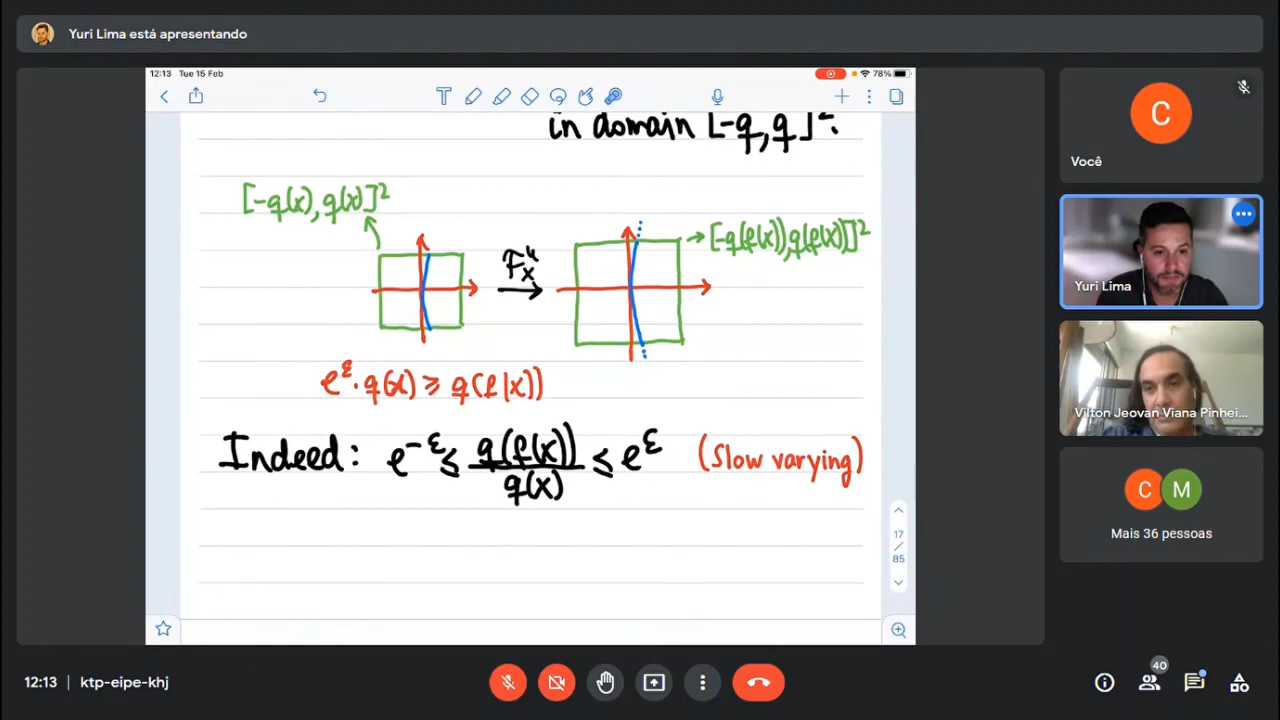 Yuri Lima está apresentando
12:13 Tue 15 Feb
78%
in domain [-q,q]².
[-q(x),q(x)]²
Fₓᵘ
[-q(f(x)),q(f(x))]²
e^ε · q(x) ≥ q(f(x))
Indeed: e^-ε ≤ q(f(x))/q(x) ≤ e^ε (Slow varying)
17
/
85
C
Você
Yuri Lima
Vilton Jeovan Viana Pinhei...
C M
Mais 36 pessoas
12:13 | ktp-eipe-khj
40